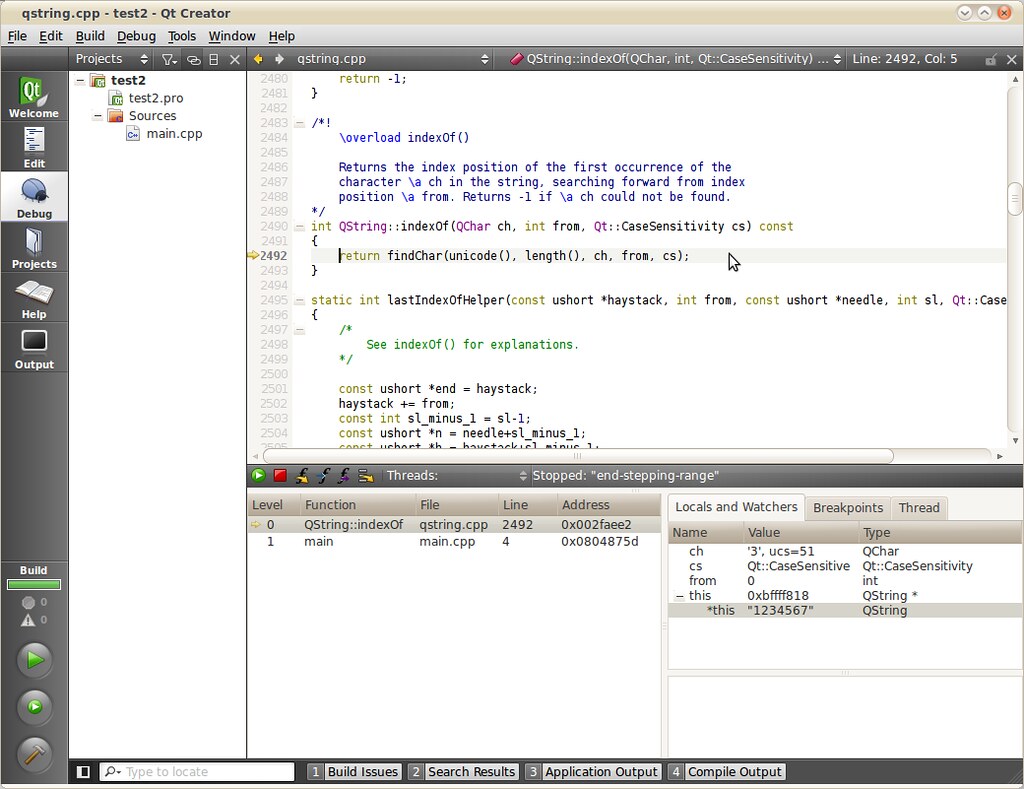 qstring.cpp - test2 - Qt Creator
File Edit Build Debug Tools Window Help
Projects
qstring.cpp
QString::indexOf(QChar, int, Qt::CaseSensitivity) ...
Line: 2492, Col: 5
Qt
Welcome
Edit
Debug
Projects
Help
Output
test2
test2.pro
Sources
main.cpp
2480 return -1;
2481 }
2482
2483 /*!
2484 \overload indexOf()
2485
2486 Returns the index position of the first occurrence of the
2487 character \a ch in the string, searching forward from index
2488 position \a from. Returns -1 if \a ch could not be found.
2489 */
2490 int QString::indexOf(QChar ch, int from, Qt::CaseSensitivity cs) const
2491 {
2492 return findChar(unicode(), length(), ch, from, cs);
2493 }
2494
2495 static int lastIndexOfHelper(const ushort *haystack, int from, const ushort *needle, int sl, Qt::Case
2496 {
2497 /*
2498 See indexOf() for explanations.
2499 */
2500
2501 const ushort *end = haystack;
2502 haystack += from;
2503 const int sl_minus_1 = sl-1;
2504 const ushort *n = needle+sl_minus_1;
2505 const ushort *h = haystack+sl_minus_1;
Threads:
Stopped: "end-stepping-range"
Level Function File Line Address
0 QString::indexOf qstring.cpp 2492 0x002faee2
1 main main.cpp 4 0x0804875d
Locals and Watchers Breakpoints Thread
Name Value Type
ch '3', ucs=51 QChar
cs Qt::CaseSensitive Qt::CaseSensitivity
from 0 int
this 0xbffff818 QString *
*this "1234567" QString
Build
0
0
Type to locate
1 Build Issues 2 Search Results 3 Application Output 4 Compile Output